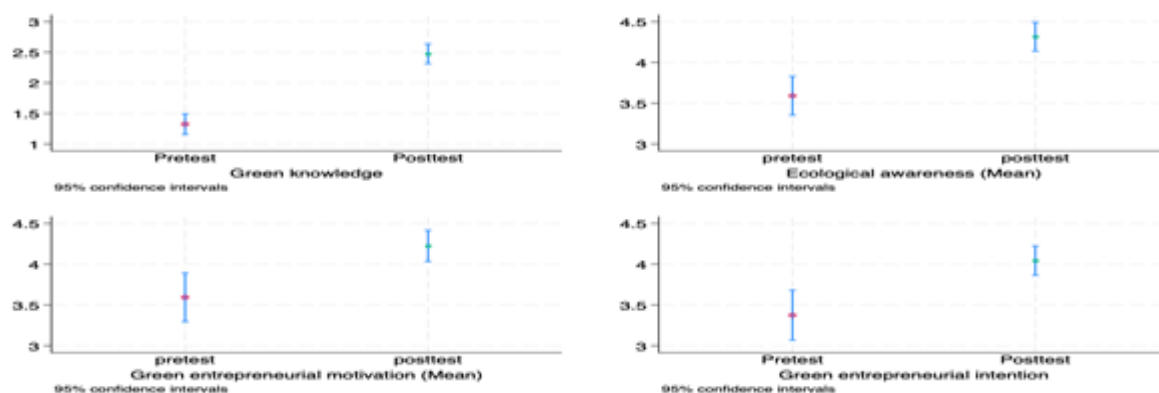 3
2.5
2
1.5
1
Pretest Posttest
Green knowledge
95% confidence intervals
4.5
4
3.5
3
pretest posttest
Ecological awareness (Mean)
95% confidence intervals
4.5
4
3.5
3
pretest posttest
Green entrepreneurial motivation (Mean)
95% confidence intervals
4.5
4
3.5
3
Pretest Posttest
Green entrepreneurial intention
95% confidence intervals